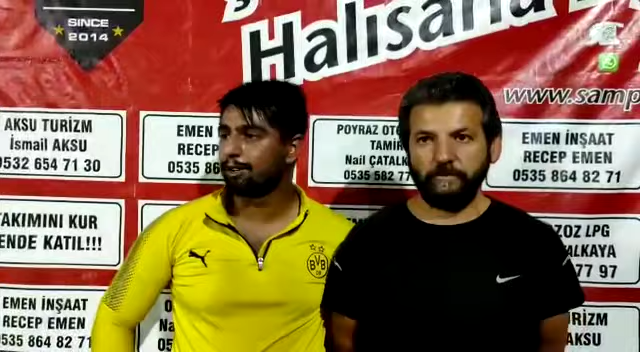 SINCE
2014
Halısaha
www.samp
AKSU TURİZM
İsmail AKSU
0532 654 71 30
EMEN
RECEP
0535 86
POYRAZ OTO
TAMİR
Nail ÇATALK
0535 582 77
EMEN İNŞAAT
RECEP EMEN
0535 864 82 71
TAKIMINI KUR
ENDE KATIL!!!
EMEN İNŞAAT
RECEP EMEN
0535 864 82 71
ZOZ LPG
ALKAYA
77 97
RİZM
AKSU
BVB
09